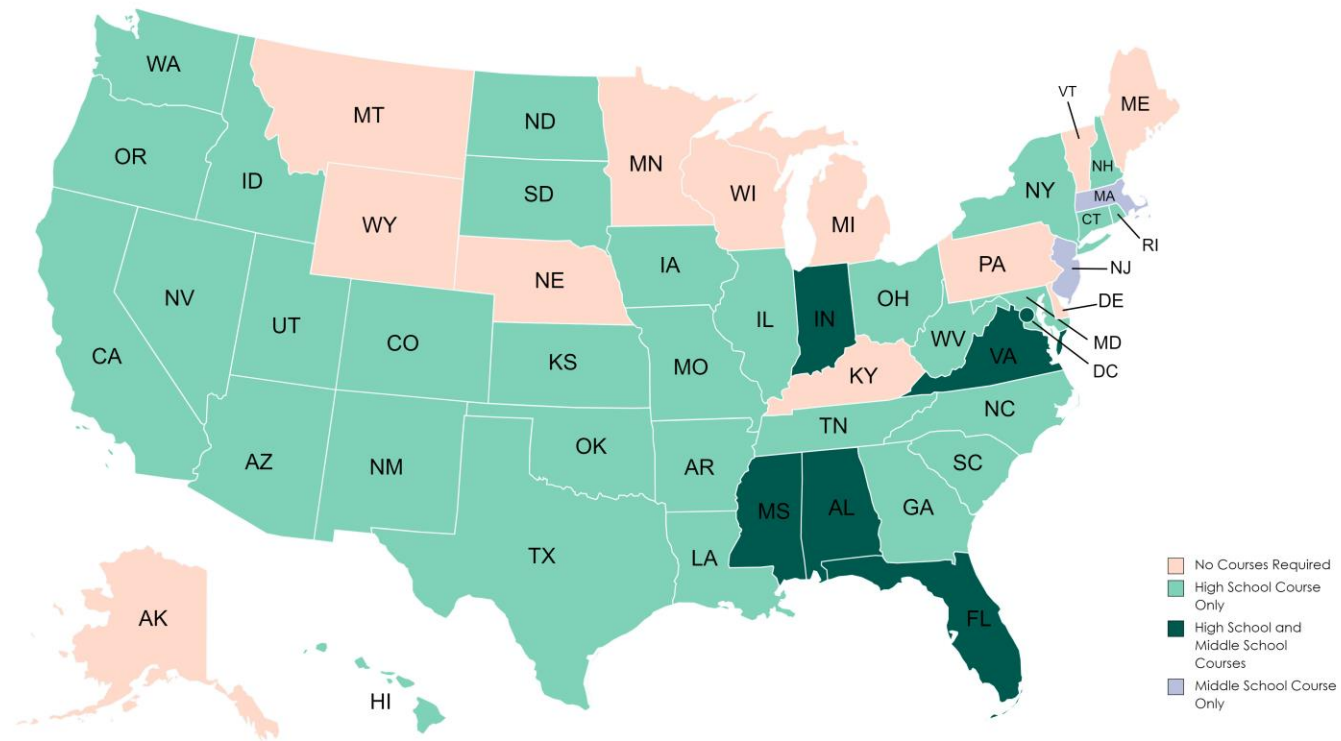 WA
MT
ND
MN
VT
ME
OR
ID
SD
WI
NY
NH
MA
WY
MI
CT
RI
IA
PA
NJ
NE
NV
OH
DE
UT
IL
IN
CO
WV
CA
VA
MD
KS
MO
KY
DC
NC
TN
OK
AZ
NM
AR
SC
MS
AL
GA
TX
LA
AK
FL
HI
No Courses Required
High School Course
Only
High School and
Middle School
Courses
Middle School Course
Only